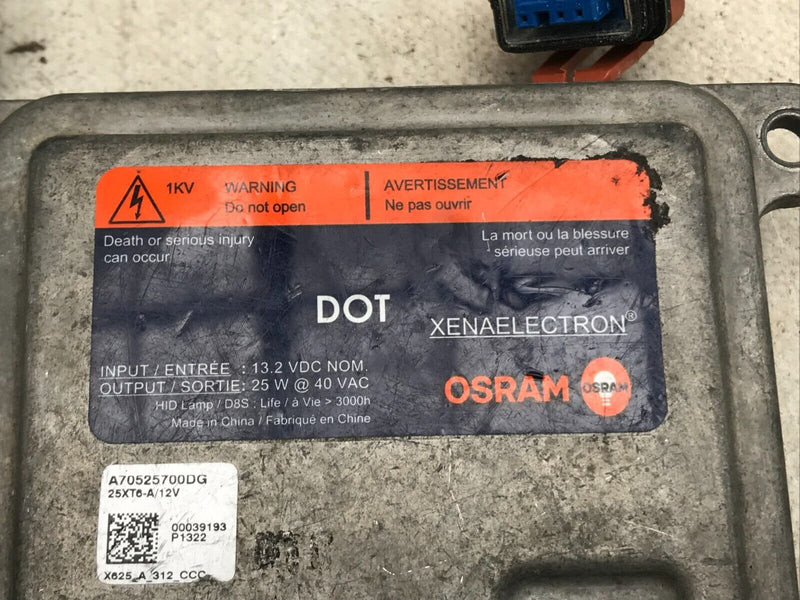 1KV
WARNING
Do not open
AVERTISSEMENT
Ne pas ouvrir
Death or serious injury
can occur
La mort ou la blessure
sérieuse peut arriver
DOT
XENAELECTRON®
INPUT / ENTRÉE : 13.2 VDC NOM.
OUTPUT / SORTIE: 25 W @ 40 VAC
HID Lamp / D8S : Life / à Vie > 3000h
Made in China / Fabriqué en Chine
OSRAM
OSRAM
A70525700DG
25XT6-A/12V
00039193
P1322
X625_A_312_CCC-